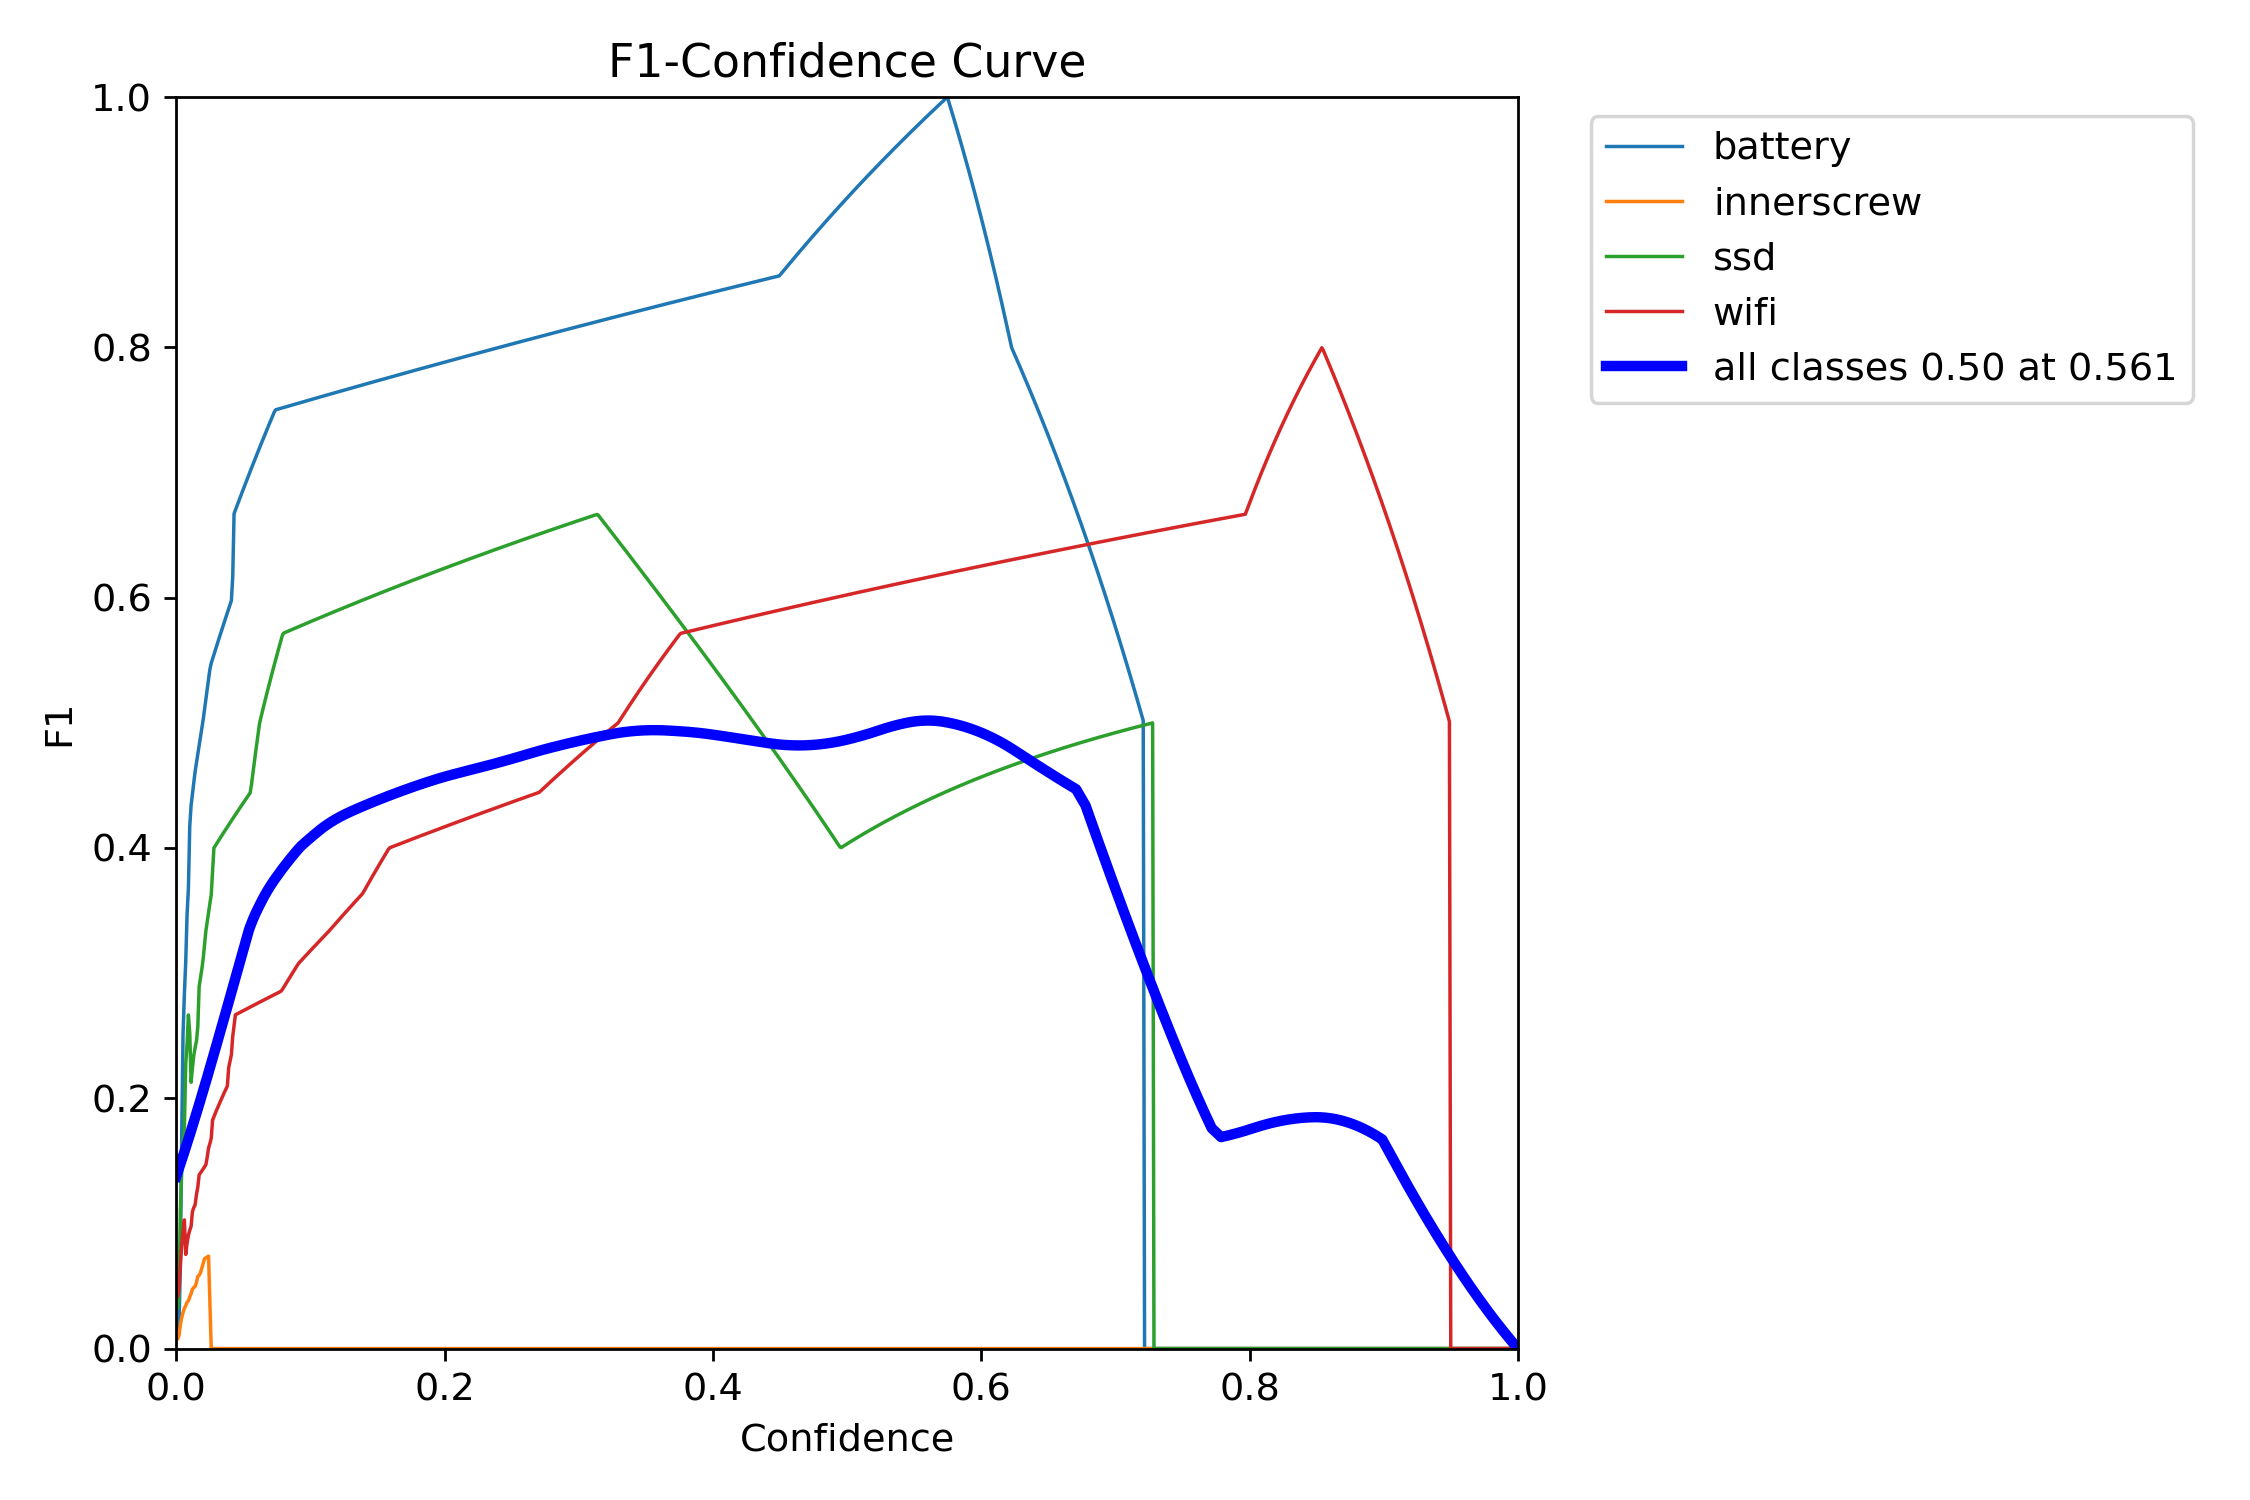 F1-Confidence Curve
1.0
0.8
0.6
0.4
0.2
0.0
F1
0.0 0.2 0.4 0.6 0.8 1.0
Confidence
battery
innerscrew
ssd
wifi
all classes 0.50 at 0.561